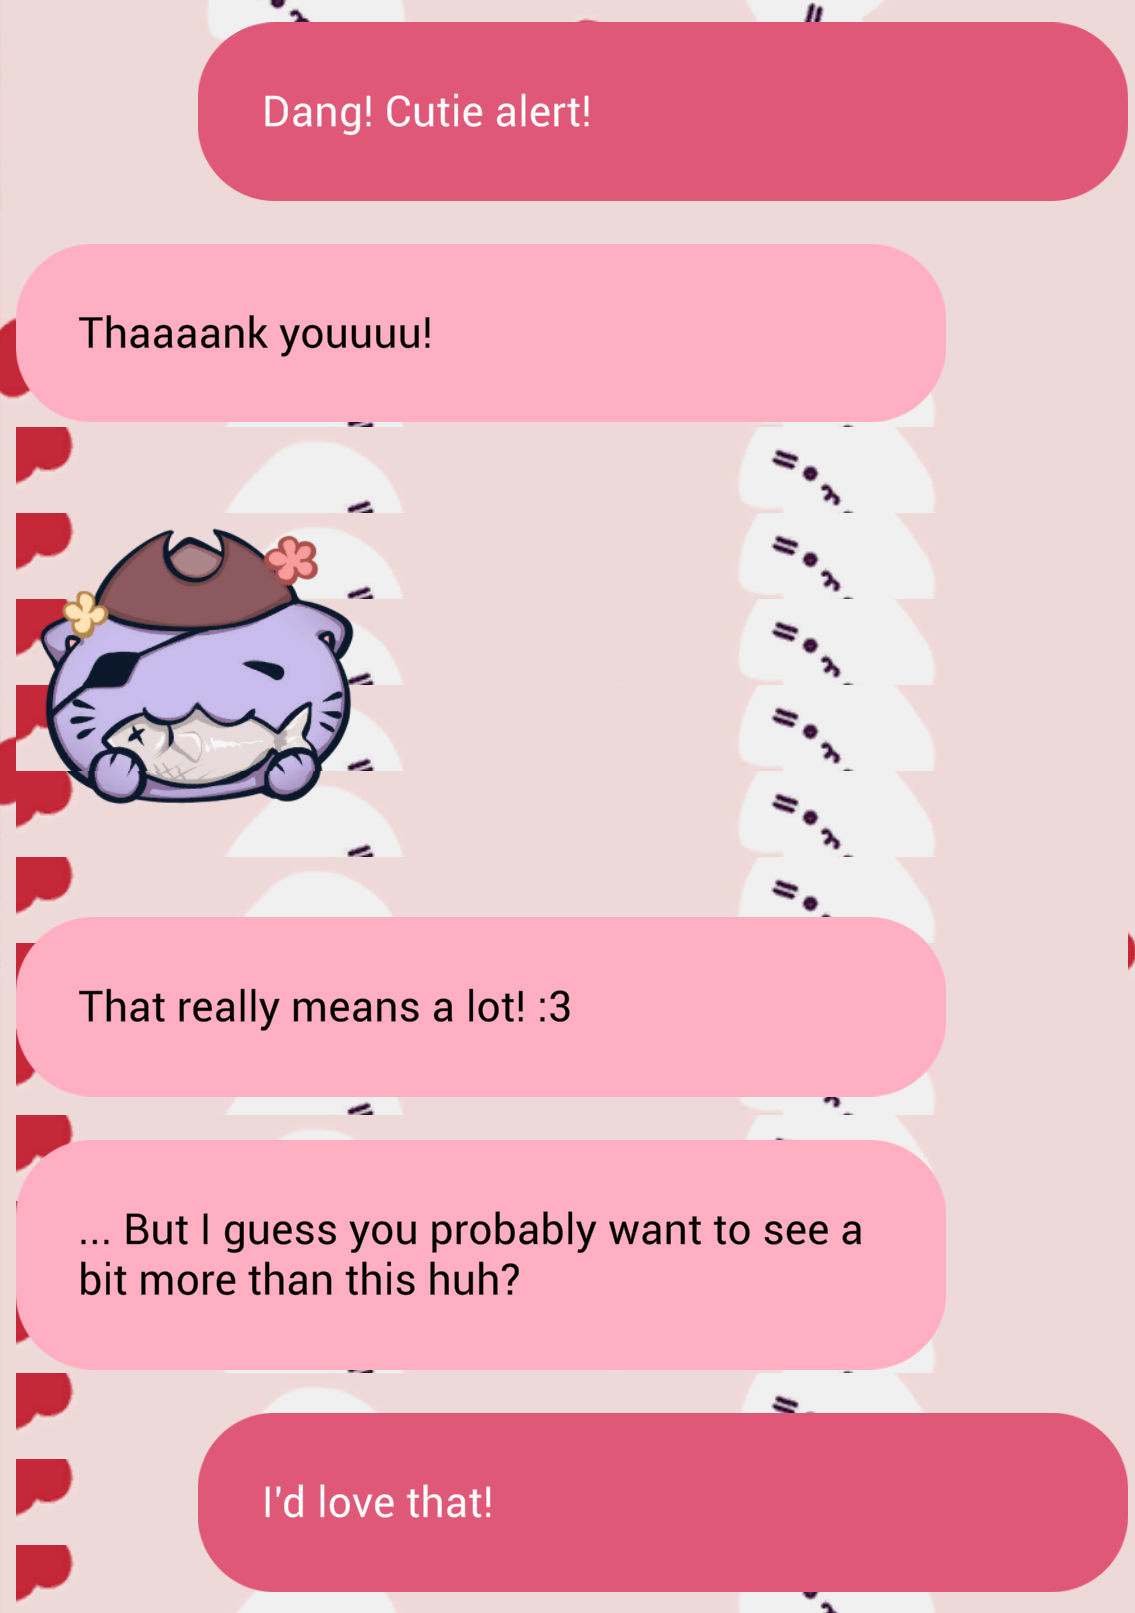 Dang! Cutie alert!
Thaaaank youuuu!
That really means a lot! :3
... But I guess you probably want to see a
bit more than this huh?
I'd love that!